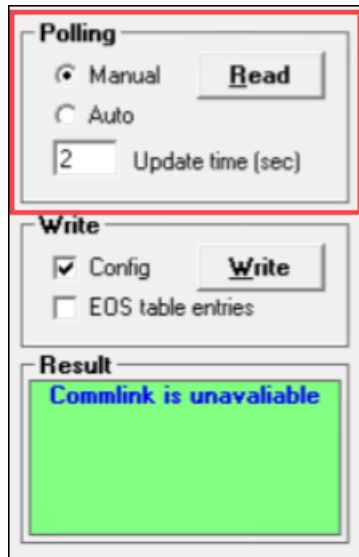 Polling
Manual Read
Auto
2 Update time (sec)
Write
Config Write
EOS table entries
Result
Commlink is unavaliable